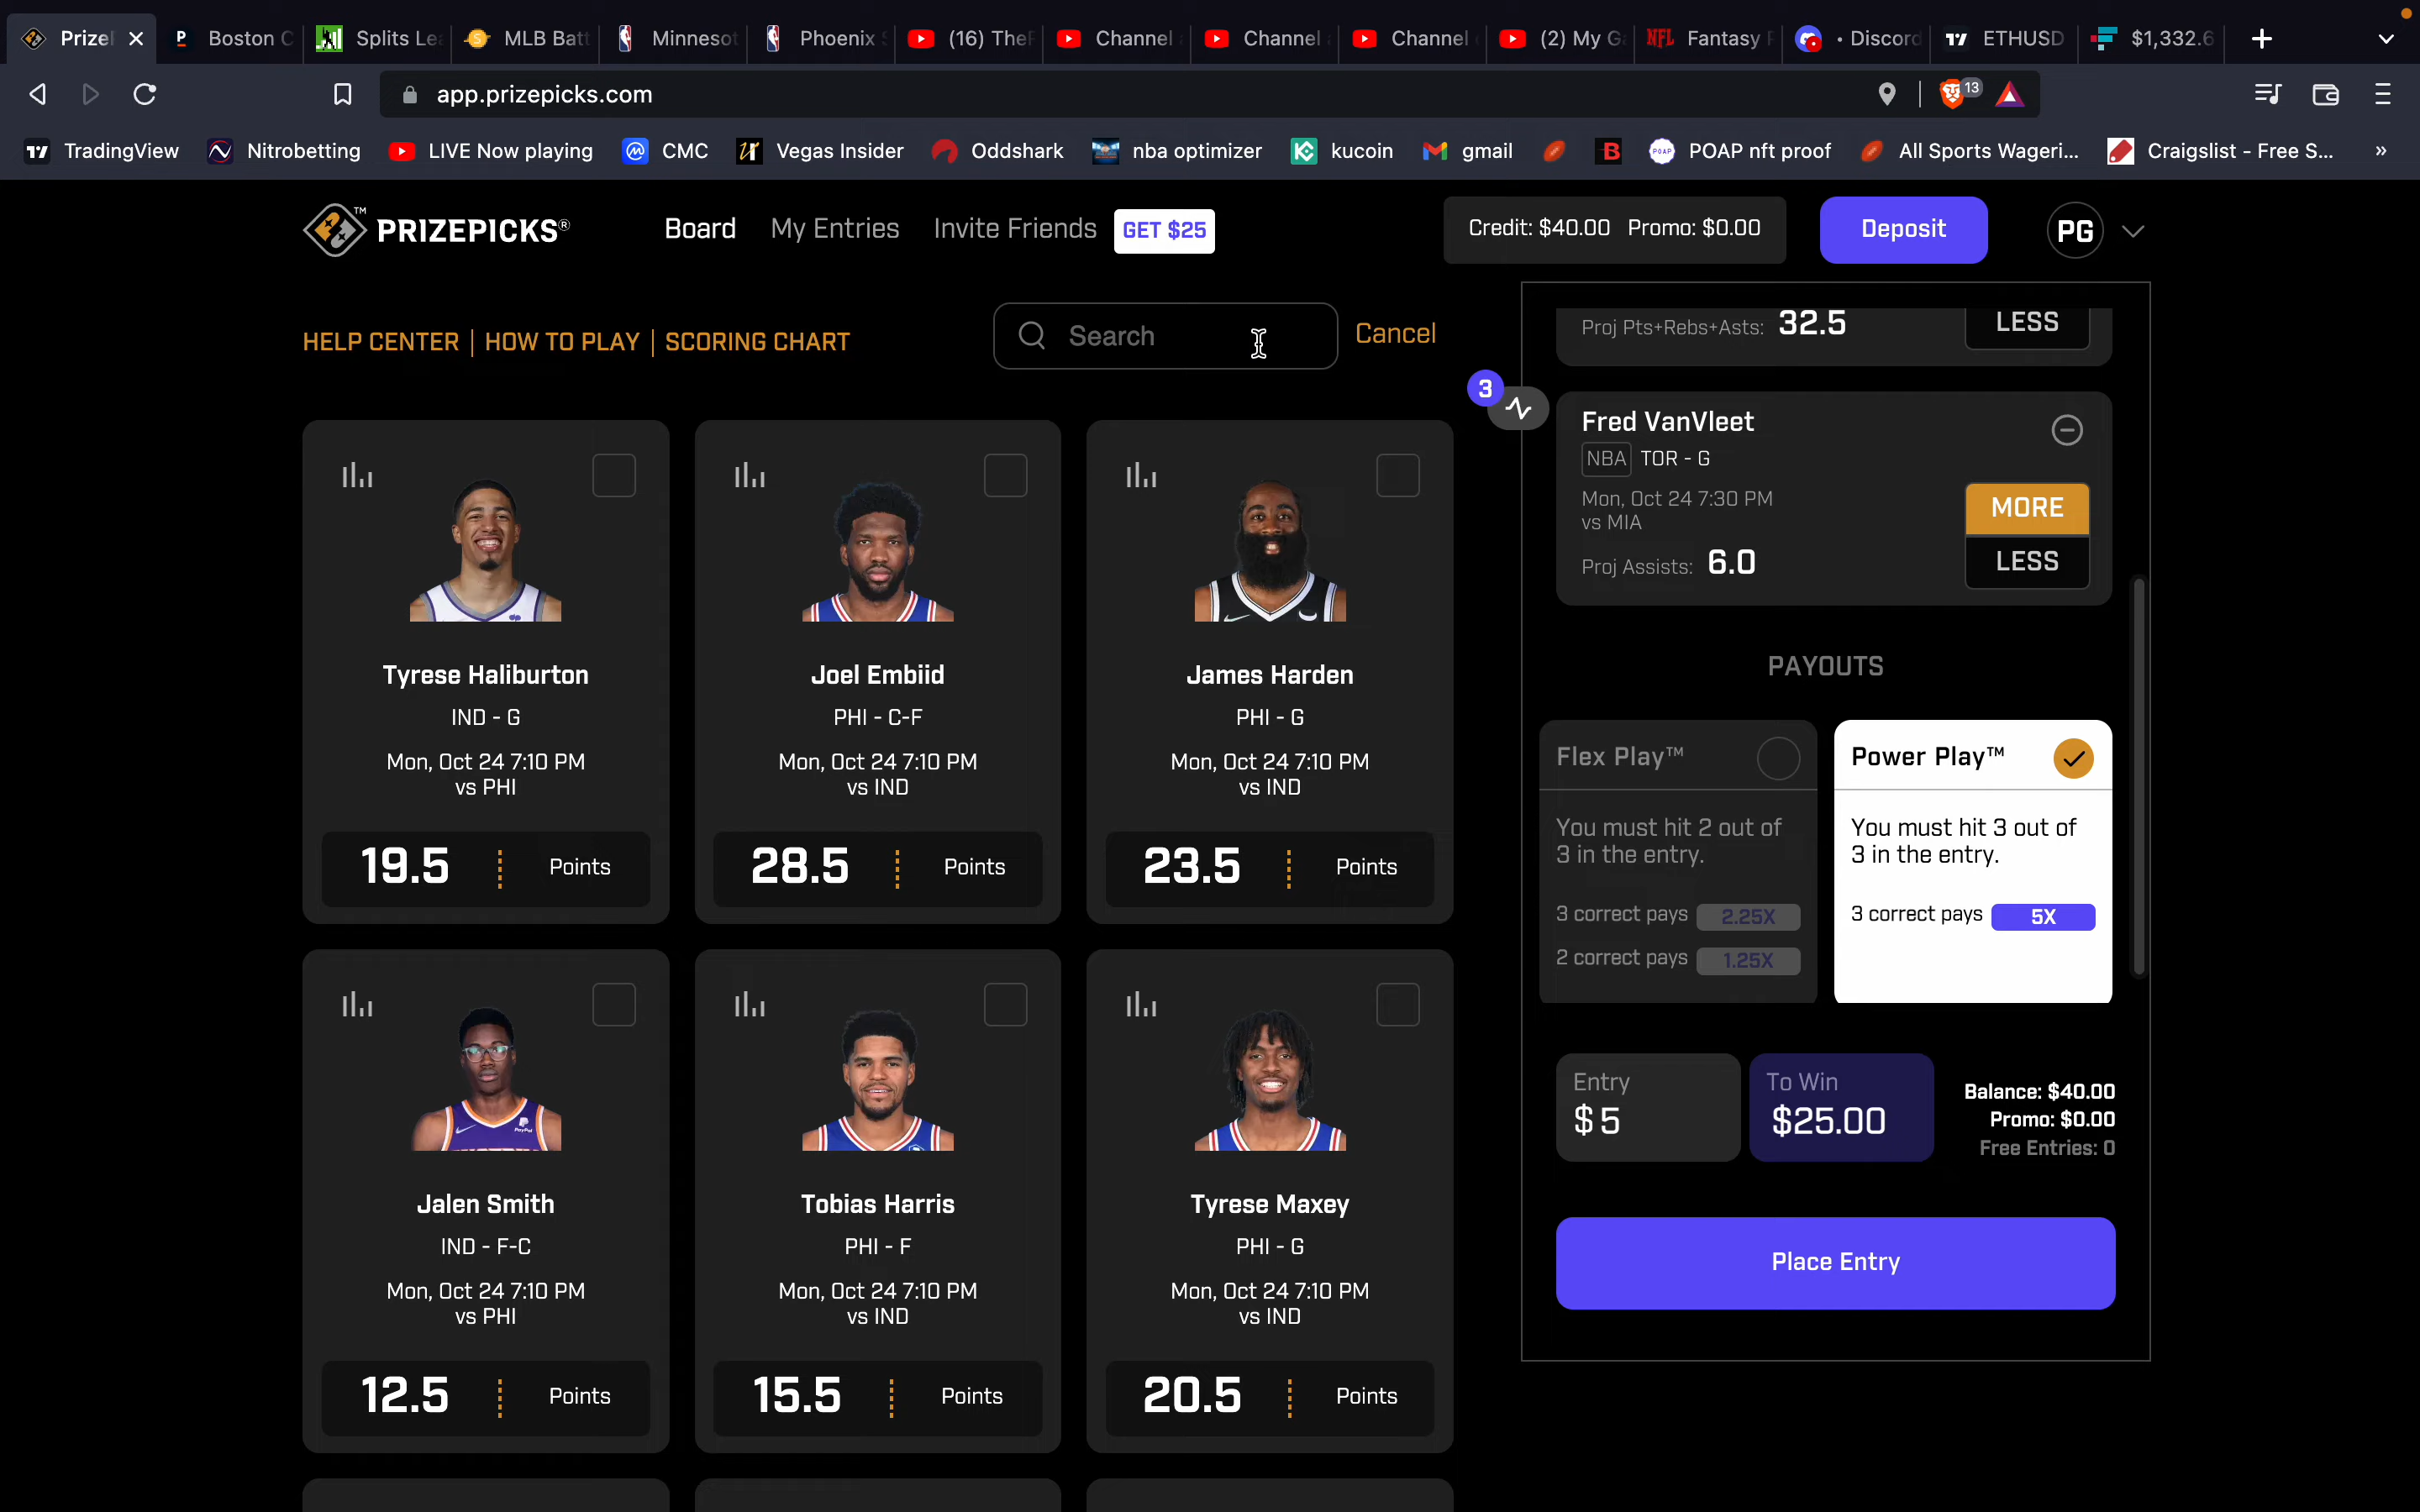 PrizeP
Boston C
Splits Lea
MLB Batt
Minnesot
Phoenix S
(16) TheF
Channel
Channel
Channel
(2) My Ga
NFL Fantasy F
• Discord
ETHUSD
$1,332.6
app.prizepicks.com
13
TradingView
Nitrobetting
LIVE Now playing
CMC
Vegas Insider
Oddshark
nba optimizer
kucoin
gmail
B
POAP nft proof
All Sports Wageri...
Craigslist - Free S...
»
PRIZEPICKS®
Board
My Entries
Invite Friends
GET $25
Credit: $40.00 Promo: $0.00
Deposit
PG
HELP CENTER | HOW TO PLAY | SCORING CHART
Search
Cancel
Tyrese Haliburton
IND - G
Mon, Oct 24 7:10 PM
vs PHI
19.5 Points
Joel Embiid
PHI - C-F
Mon, Oct 24 7:10 PM
vs IND
28.5 Points
James Harden
PHI - G
Mon, Oct 24 7:10 PM
vs IND
23.5 Points
Jalen Smith
IND - F-C
Mon, Oct 24 7:10 PM
vs PHI
12.5 Points
Tobias Harris
PHI - F
Mon, Oct 24 7:10 PM
vs IND
15.5 Points
Tyrese Maxey
PHI - G
Mon, Oct 24 7:10 PM
vs IND
20.5 Points
3
Proj Pts+Rebs+Asts: 32.5
LESS
Fred VanVleet
NBA TOR - G
Mon, Oct 24 7:30 PM
vs MIA
Proj Assists: 6.0
MORE
LESS
PAYOUTS
Flex Play™
You must hit 2 out of
3 in the entry.
3 correct pays 2.25X
2 correct pays 1.25X
Power Play™
You must hit 3 out of
3 in the entry.
3 correct pays 5X
Entry
$ 5
To Win
$25.00
Balance: $40.00
Promo: $0.00
Free Entries: 0
Place Entry